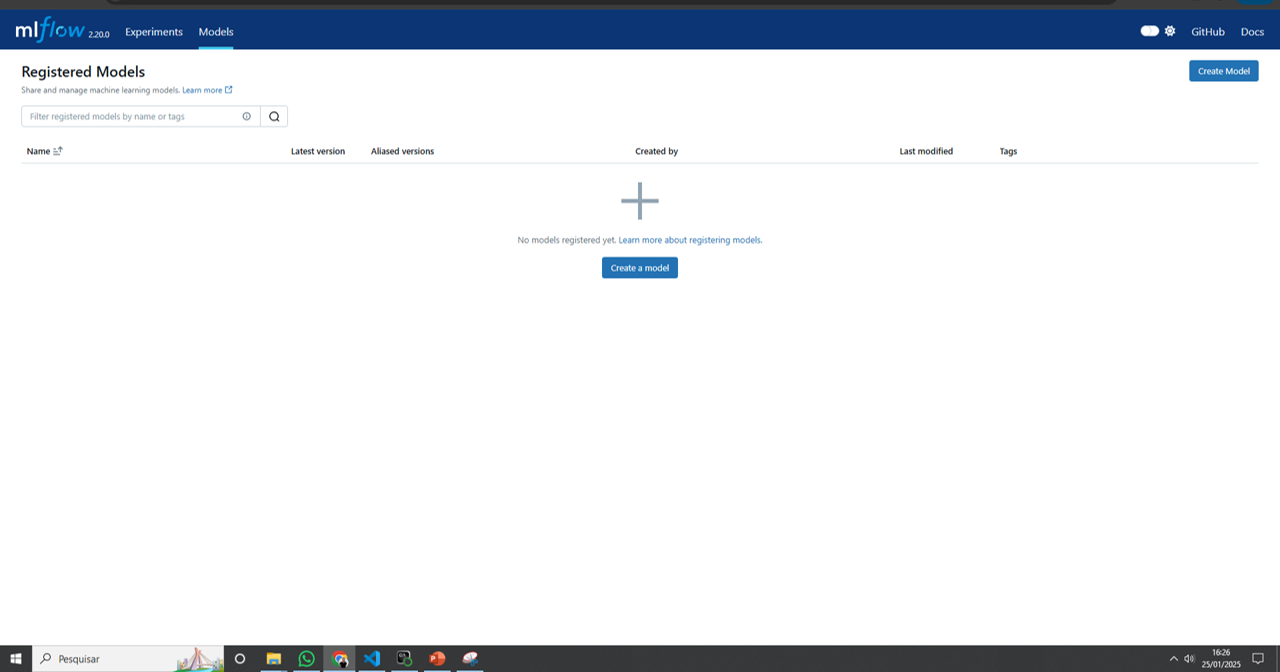 mlflow 2.20.0 Experiments Models GitHub Docs
Registered Models Create Model
Share and manage machine learning models. Learn more
Filter registered models by name or tags
Name Latest version Aliased versions Created by Last modified Tags
No models registered yet. Learn more about registering models.
Create a model
Pesquisar
16:26
25/01/2025